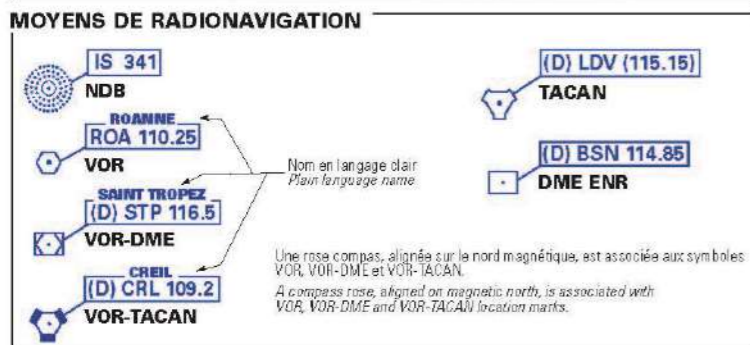 MOYENS DE RADIONAVIGATION
IS 341
NDB
ROANNE
ROA 110.25
VOR
SAINT TROPEZ
(D) STP 116.5
VOR-DME
CREIL
(D) CRL 109.2
VOR-TACAN
Nom en langage clair
Plain language name
(D) LDV (115.15)
TACAN
(D) BSN 114.85
DME ENR
Une rose compas, alignée sur le nord magnétique, est associée aux symboles
VOR, VOR-DME et VOR-TACAN.
A compass rose, aligned on magnetic north, is associated with
VOR, VOR-DME and VOR-TACAN location marks.